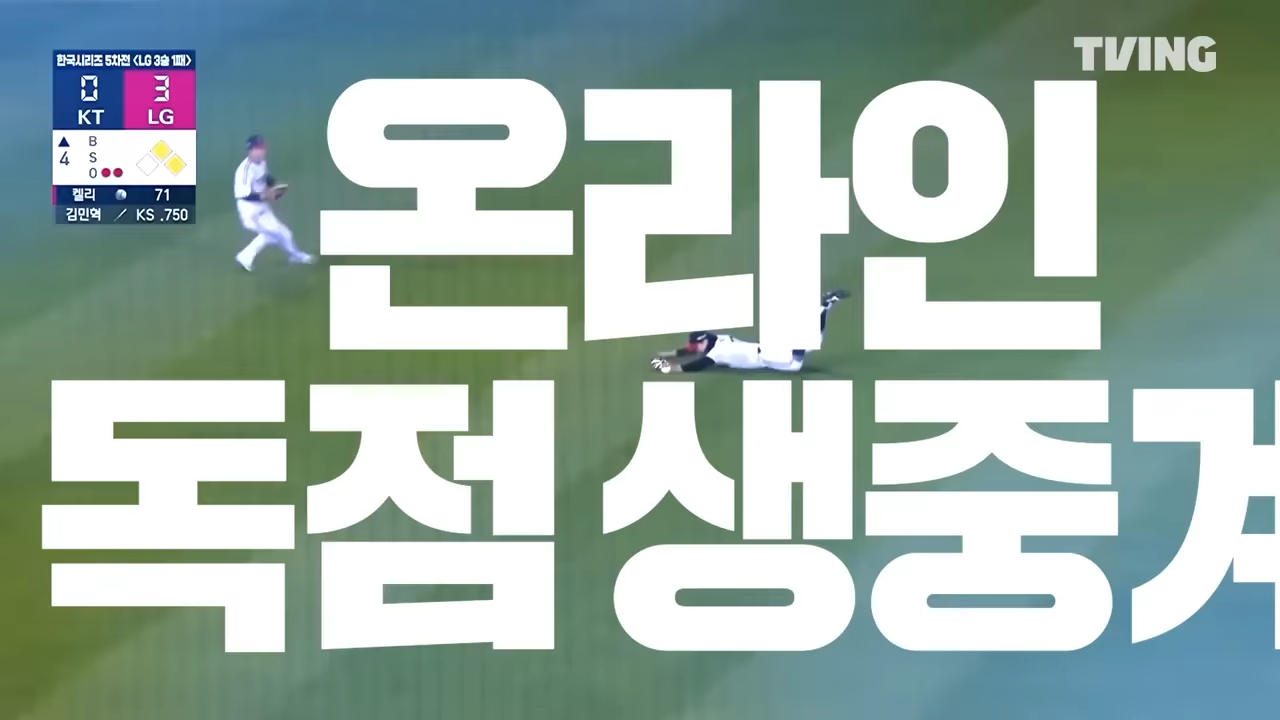 한국시리즈 5차전 <LG 3승 1패>
0 3
KT LG
▲ 4
B
S
O
켈리 71
김민혁 KS .750
TVING
온라인
독점 생중계